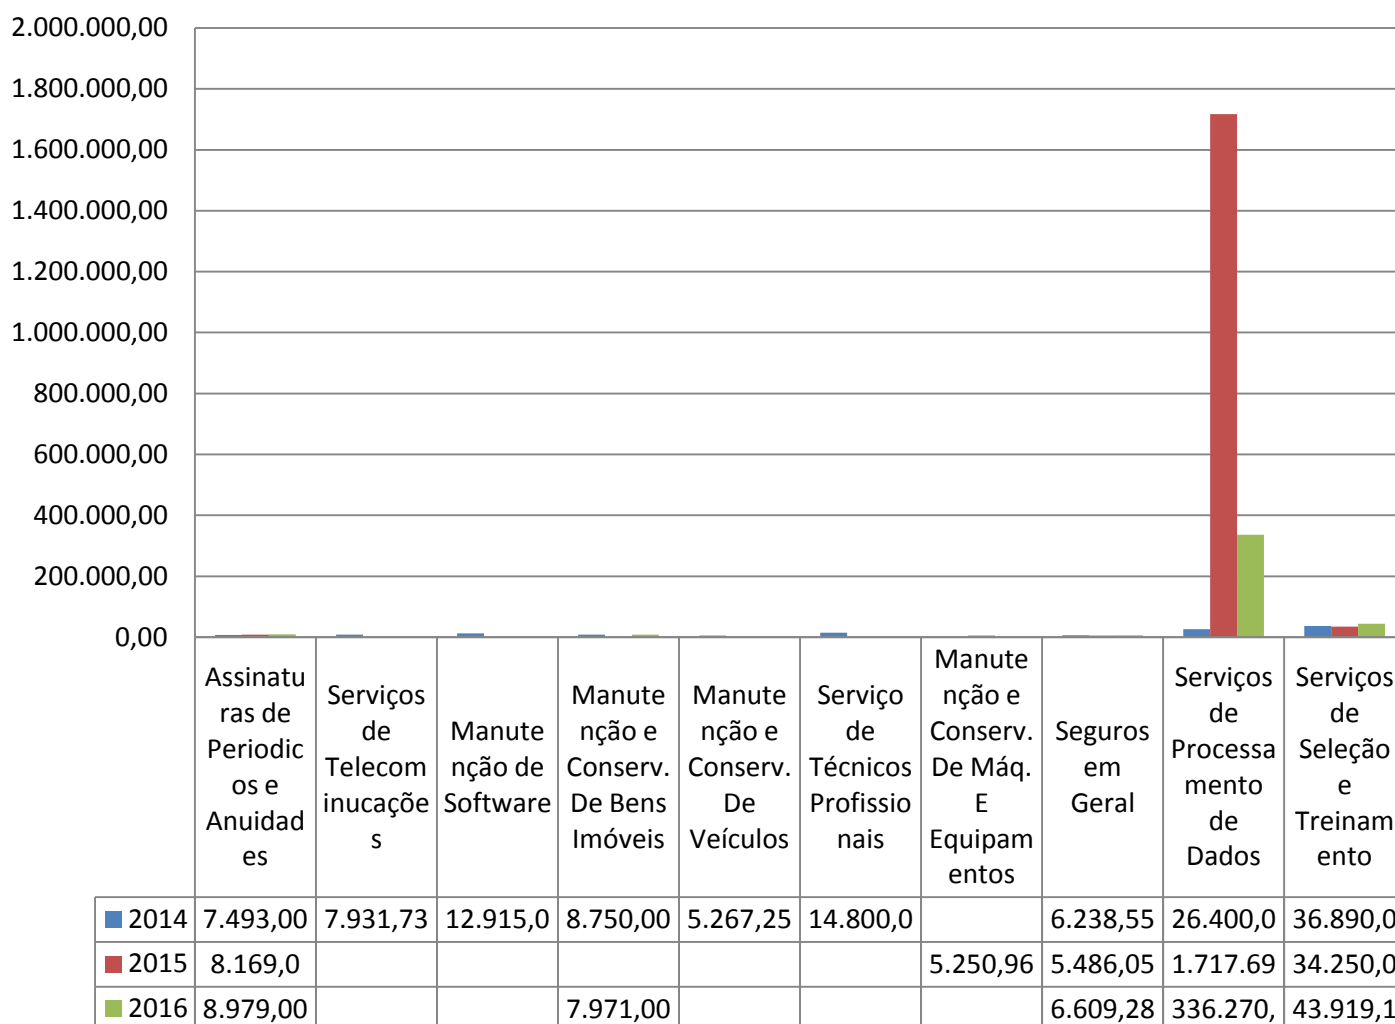 2.000.000,00
1.800.000,00
1.600.000,00
1.400.000,00
1.200.000,00
1.000.000,00
800.000,00
600.000,00
400.000,00
200.000,00
0,00
Assinatu
ras de
Periodic
os e
Anuidad
es
Serviços
de
Telecom
inucaçõe
s
Manute
nção de
Software
Manute
nção e
Conserv.
De Bens
Imóveis
Manute
nção e
Conserv.
De
Veículos
Serviço
de
Técnicos
Profissio
nais
Manute
nção e
Conserv.
De Máq.
E
Equipam
entos
Seguros
em
Geral
Serviços
de
Processa
mento
de
Dados
Serviços
de
Seleção
e
Treinam
ento
2014 7.493,00 7.931,73 12.915,0 8.750,00 5.267,25 14.800,0 6.238,55 26.400,0 36.890,0
2015 8.169,0 5.250,96 5.486,05 1.717.69 34.250,0
2016 8.979,00 7.971,00 6.609,28 336.270, 43.919,1